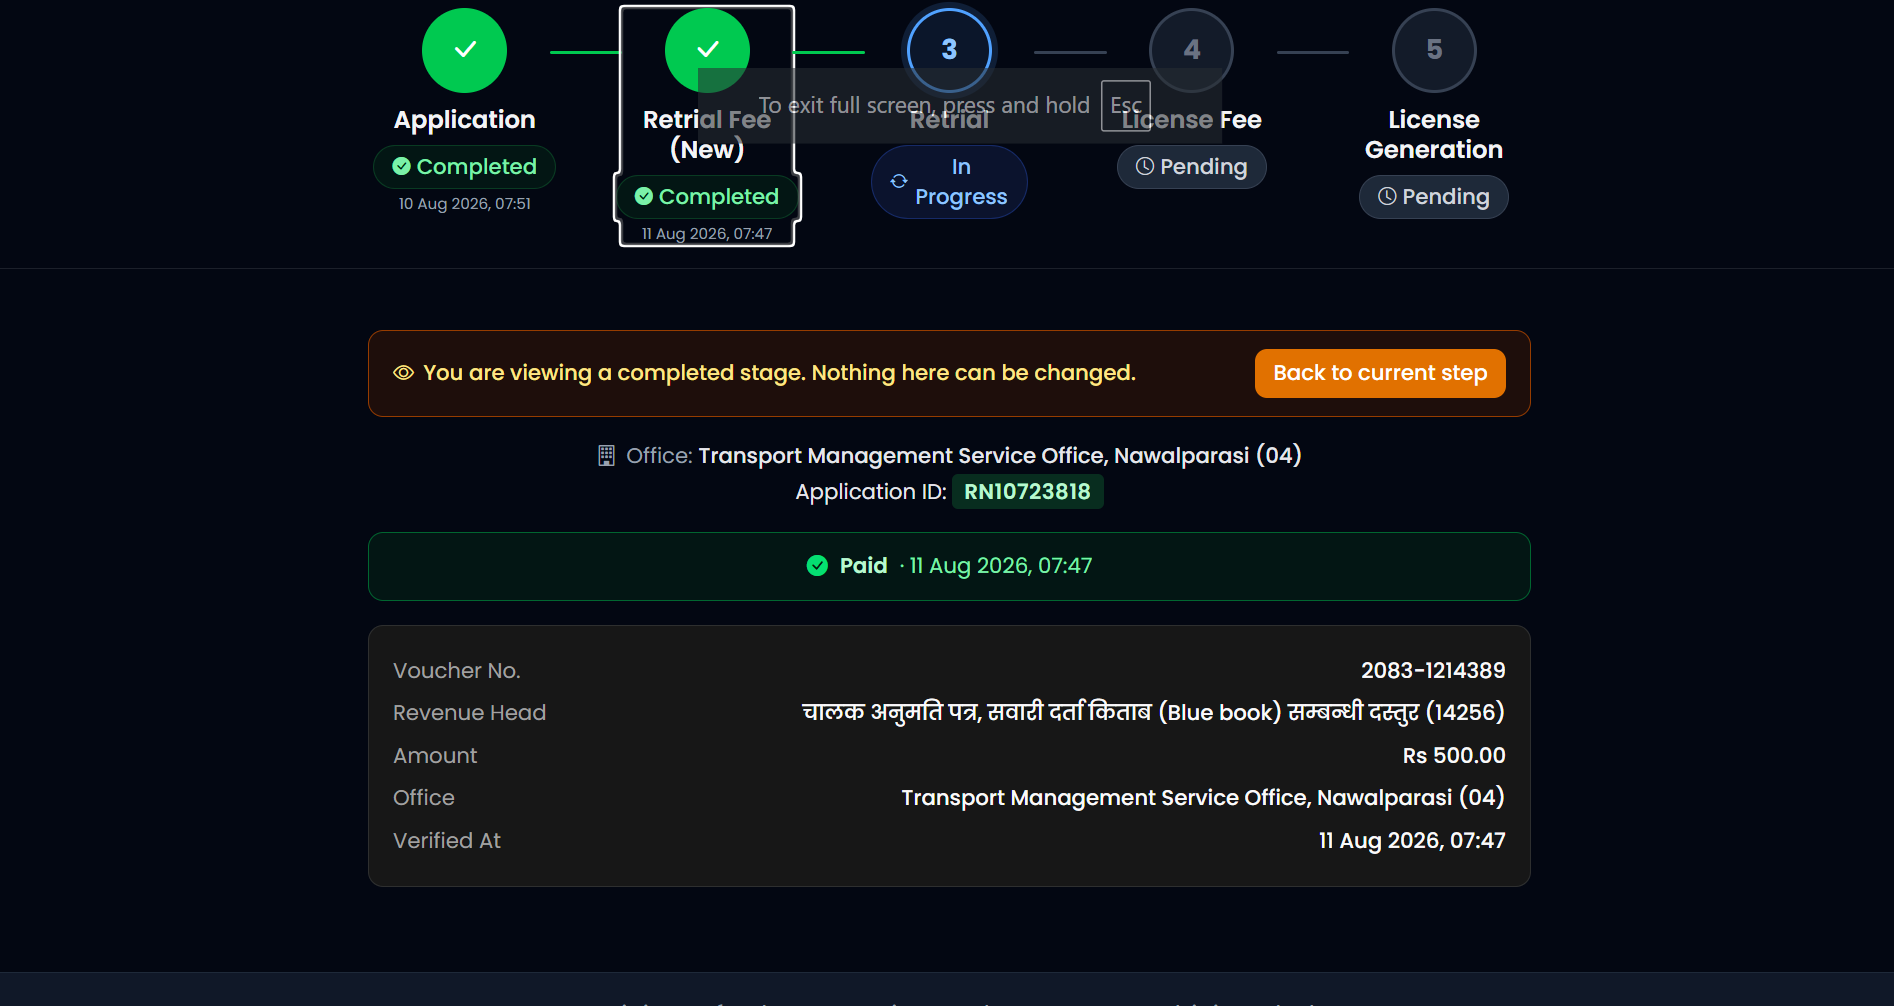 3
4
5
To exit full screen, press and hold Esc
Application
Retrial Fee
(New)
Retrial
License Fee
License
Generation
Completed
10 Aug 2026, 07:51
Completed
11 Aug 2026, 07:47
In
Progress
Pending
Pending
You are viewing a completed stage. Nothing here can be changed.
Back to current step
Office: Transport Management Service Office, Nawalparasi (04)
Application ID: RN10723818
Paid · 11 Aug 2026, 07:47
Voucher No. 2083-1214389
Revenue Head चालक अनुमति पत्र, सवारी दर्ता किताब (Blue book) सम्बन्धी दस्तुर (14256)
Amount Rs 500.00
Office Transport Management Service Office, Nawalparasi (04)
Verified At 11 Aug 2026, 07:47